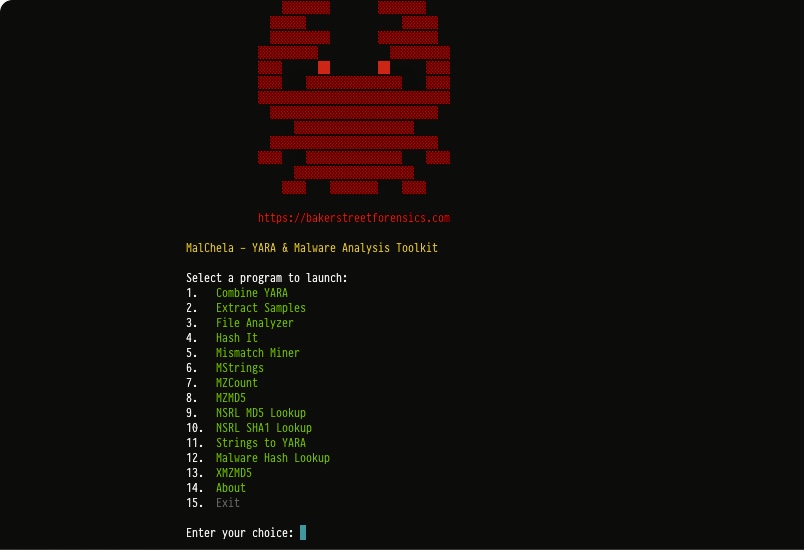 https://bakerstreetforensics.com
MalChela – YARA & Malware Analysis Toolkit
Select a program to launch:
1. Combine YARA
2. Extract Samples
3. File Analyzer
4. Hash It
5. Mismatch Miner
6. MStrings
7. MZCount
8. MZMD5
9. NSRL MD5 Lookup
10. NSRL SHA1 Lookup
11. Strings to YARA
12. Malware Hash Lookup
13. XMZMD5
14. About
15. Exit
Enter your choice: